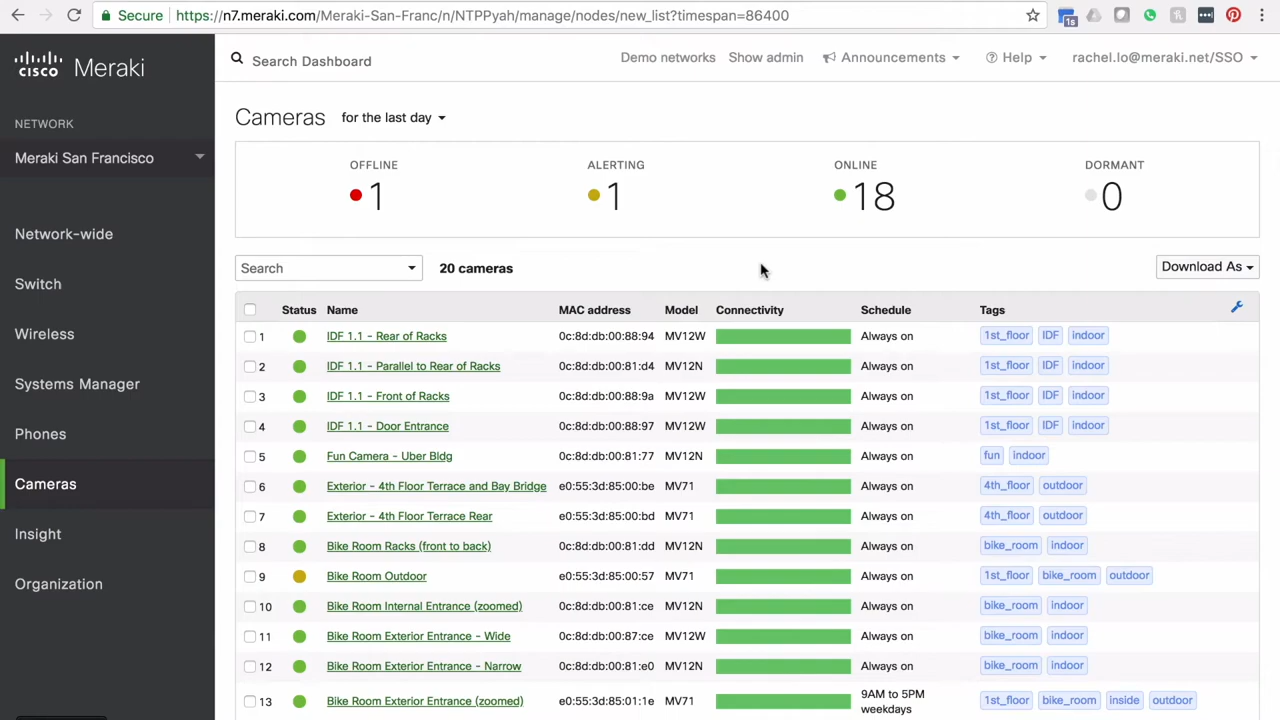 Secure https://n7.meraki.com/Meraki-San-Franc/n/NTPPyah/manage/nodes/new_list?timespan=86400
1s
cisco Meraki
Search Dashboard
Demo networks Show admin Announcements Help rachel.lo@meraki.net/SSO
NETWORK
Meraki San Francisco
Network-wide
Switch
Wireless
Systems Manager
Phones
Cameras
Insight
Organization
Cameras for the last day
OFFLINE ALERTING ONLINE DORMANT
1 1 18 0
Search 20 cameras Download As
Status Name MAC address Model Connectivity Schedule Tags
1 IDF 1.1 - Rear of Racks 0c:8d:db:00:88:94 MV12W Always on 1st_floor IDF indoor
2 IDF 1.1 - Parallel to Rear of Racks 0c:8d:db:00:81:d4 MV12N Always on 1st_floor IDF indoor
3 IDF 1.1 - Front of Racks 0c:8d:db:00:88:9a MV12W Always on 1st_floor IDF indoor
4 IDF 1.1 - Door Entrance 0c:8d:db:00:88:97 MV12W Always on 1st_floor IDF indoor
5 Fun Camera - Uber Bldg 0c:8d:db:00:81:77 MV12N Always on fun indoor
6 Exterior - 4th Floor Terrace and Bay Bridge e0:55:3d:85:00:be MV71 Always on 4th_floor outdoor
7 Exterior - 4th Floor Terrace Rear e0:55:3d:85:00:bd MV71 Always on 4th_floor outdoor
8 Bike Room Racks (front to back) 0c:8d:db:00:81:dd MV12N Always on bike_room indoor
9 Bike Room Outdoor e0:55:3d:85:00:57 MV71 Always on 1st_floor bike_room outdoor
10 Bike Room Internal Entrance (zoomed) 0c:8d:db:00:81:ce MV12N Always on bike_room indoor
11 Bike Room Exterior Entrance - Wide 0c:8d:db:00:87:ce MV12W Always on bike_room indoor
12 Bike Room Exterior Entrance - Narrow 0c:8d:db:00:81:e0 MV12N Always on bike_room indoor
13 Bike Room Exterior Entrance (zoomed) e0:55:3d:85:01:1e MV71 9AM to 5PM weekdays 1st_floor bike_room inside outdoor